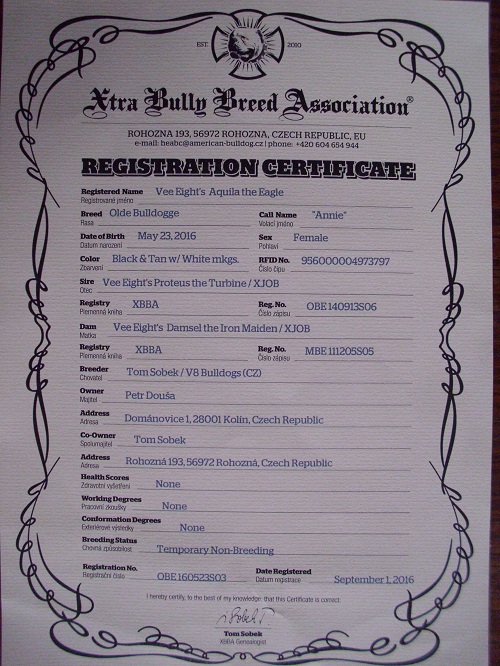 EST. 2010
Xtra Bully Breed Association®
ROHOZNA 193, 56972 ROHOZNA, CZECH REPUBLIC, EU
e-mail: heabc@american-bulldog.cz | phone: +420 604 654 944
REGISTRATION CERTIFICATE
Registered Name Vee Eight's Aquila the Eagle
Registrované jméno
Breed Olde Bulldogge Call Name "Annie"
Rasa Volací jméno
Date of Birth May 23, 2016 Sex Female
Datum narození Pohlaví
Color Black & Tan w/ White mkgs. RFID No. 956000004973797
Zbarvení Číslo čipu
Sire Vee Eight's Proteus the Turbine / XJOB
Otec
Registry XBBA Reg. No. OBE 140913S06
Plemenná kniha Číslo zápisu
Dam Vee Eight's Damsel the Iron Maiden / XJOB
Matka
Registry XBBA Reg. No. MBE 111205S05
Plemenná kniha Číslo zápisu
Breeder Tom Sobek / V8 Bulldogs (CZ)
Chovatel
Owner Petr Douša
Majitel
Address Dománovice 1, 28001 Kolín, Czech Republic
Adresa
Co-Owner Tom Sobek
Spolumajitel
Address Rohozná 193, 56972 Rohozná, Czech Republic
Adresa
Health Scores None
Zdravotní vyšetření
Working Degrees None
Pracovní zkoušky
Conformation Degrees None
Exteriérové výsledky
Breeding Status Temporary Non-Breeding
Chovná způsobilost
Registration No. OBE 160523S03 Date Registered September 1, 2016
Registrační číslo Datum registrace
I hereby certify, to the best of my knowledge, that this Certificate is correct:
Tom Sobek
XBBA Genealogist